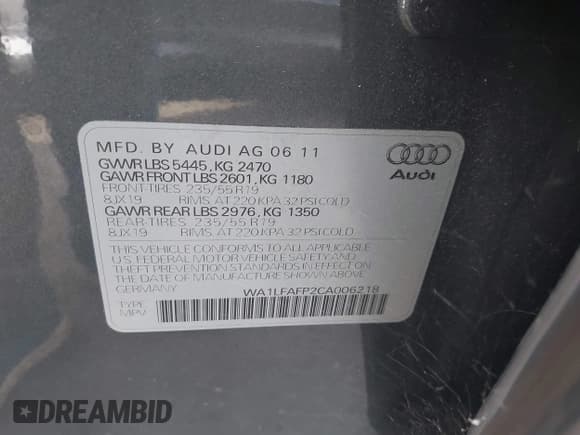 MFD. BY AUDI AG 06 11
GVWR LBS 5445, KG 2470
GAWR FRONT LBS 2601, KG 1180
FRONT-TIRES 235/55 R19
8JX19 RIMS, AT 220 KPA 32 PSI COLD
GAWR REAR LBS 2976, KG 1350
REAR-TIRES 235/55 R19
8JX19 RIMS, AT 220 KPA 32 PSI COLD
THIS VEHICLE CONFORMS TO APPLICABLE
U.S. FEDERAL MOTOR VEHICLE SAFETY AND
THEFT PREVENTION STANDARDS IN EFFECT ON
THE DATE OF MANUFACTURE SHOWN ABOVE.
WA1LFAFP2CA006218
TYPE
MPV
Audi
DREAMBID